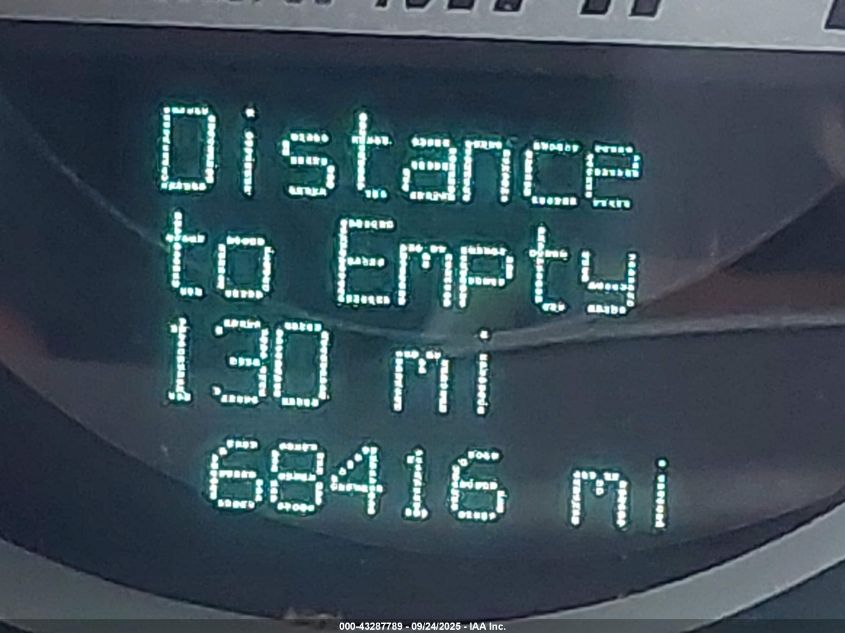 Distance
to Empty
130 mi
68416 mi
000-43287789 - 09/24/2025 - IAA Inc.